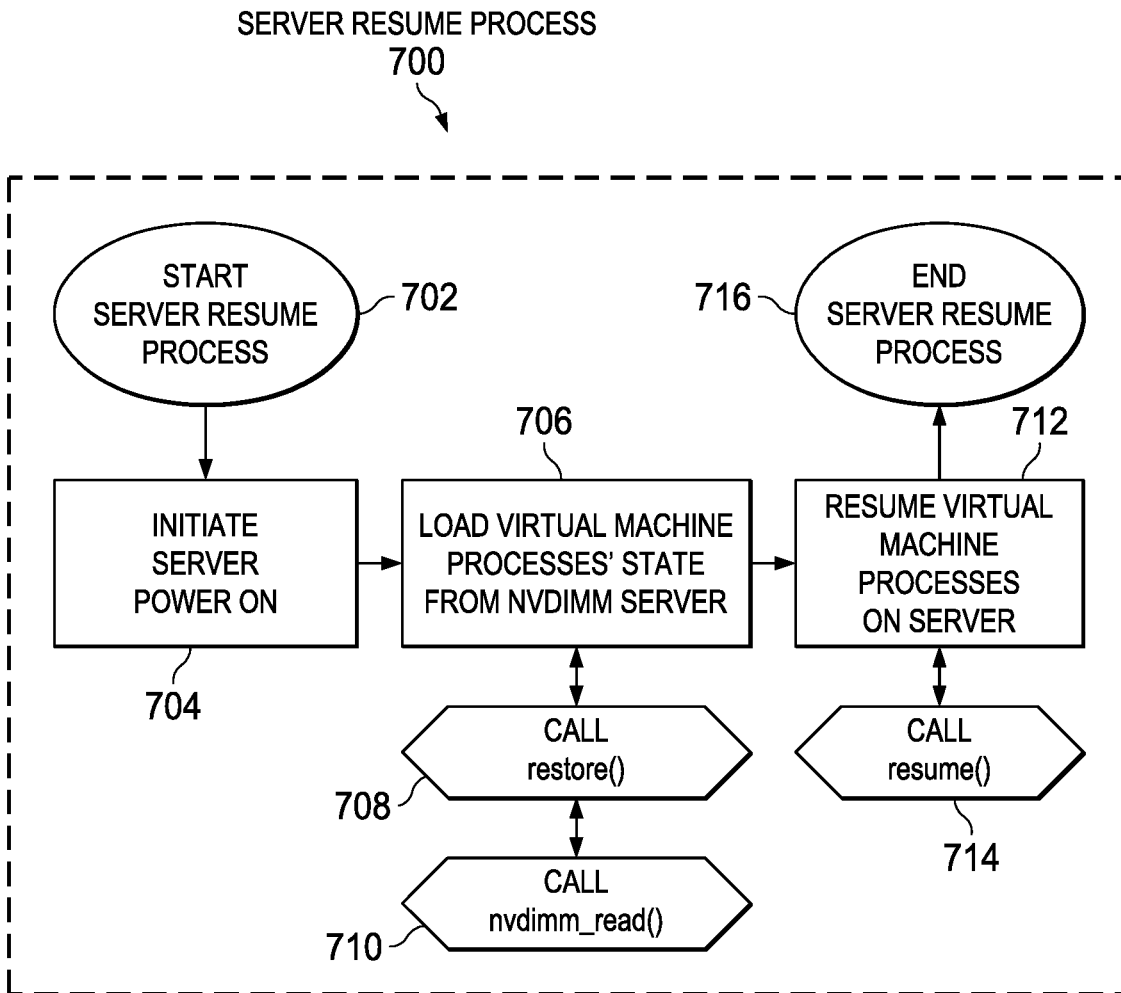 SERVER RESUME PROCESS
700
START
SERVER RESUME
PROCESS
702
716
END
SERVER RESUME
PROCESS
706
712
INITIATE
SERVER
POWER ON
LOAD VIRTUAL MACHINE
PROCESSES' STATE
FROM NVDIMM SERVER
RESUME VIRTUAL
MACHINE
PROCESSES
ON SERVER
704
CALL
restore()
708
CALL
resume()
714
CALL
nvdimm_read()
710